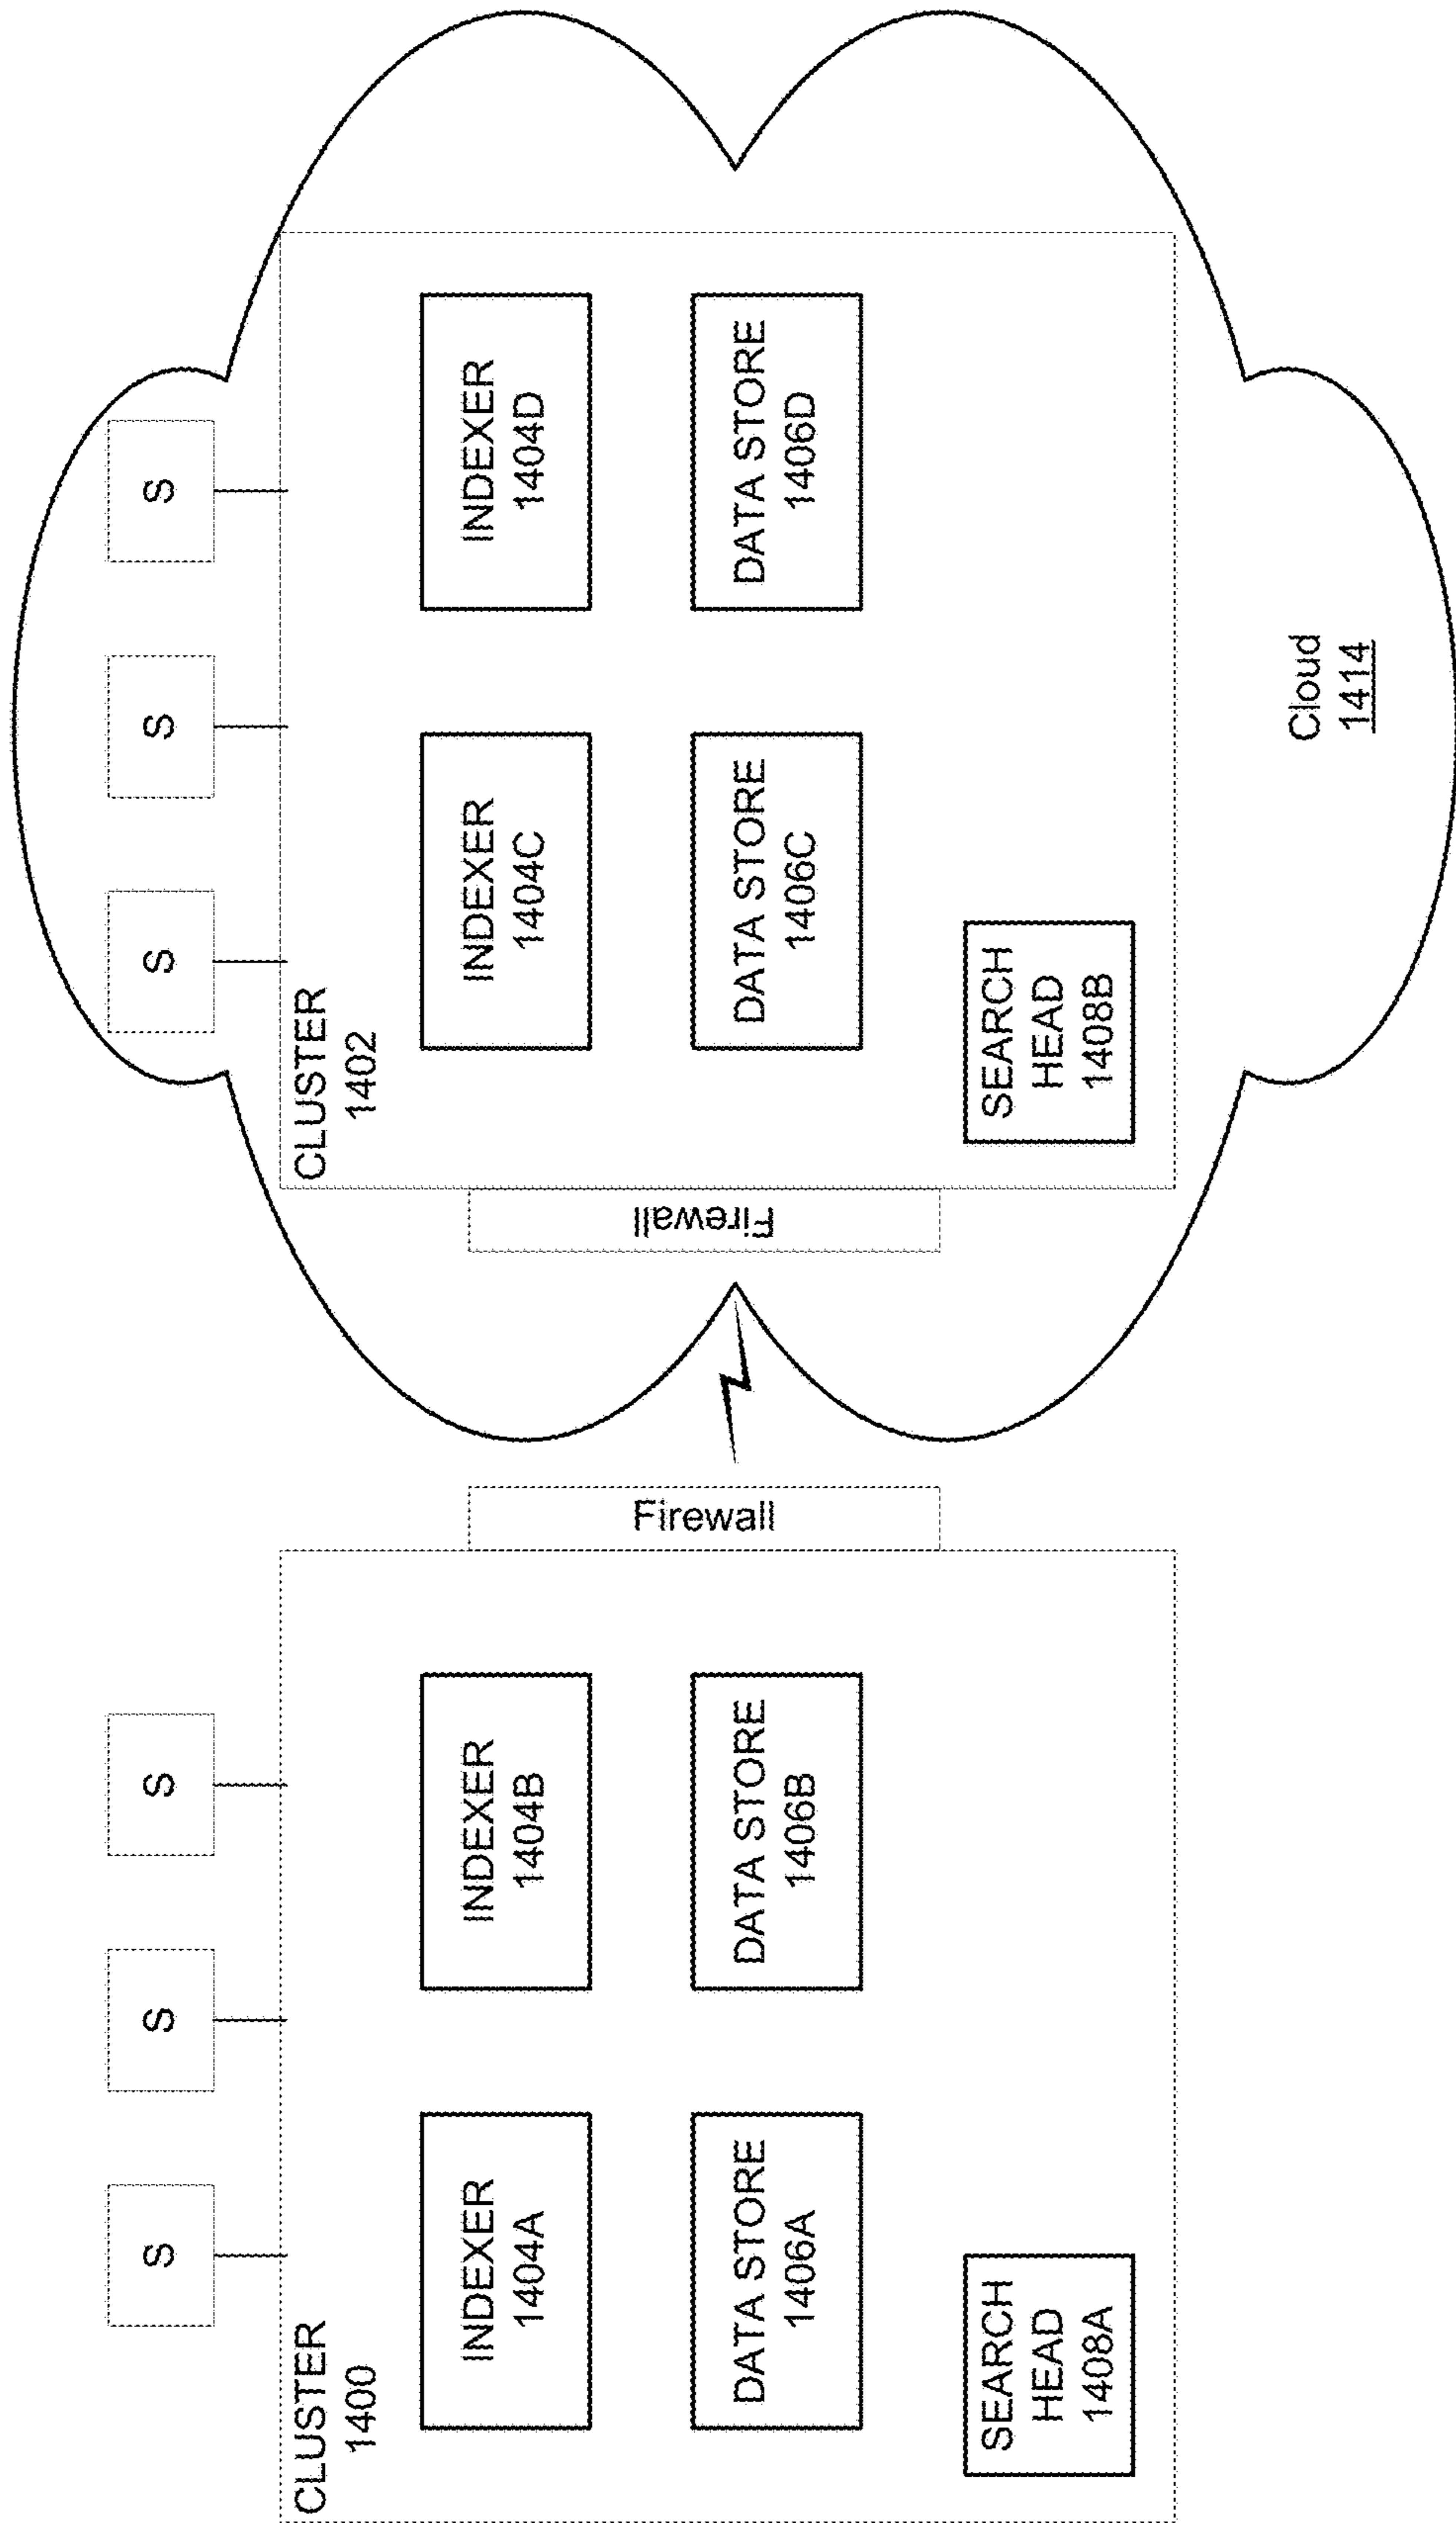 S
S
S
CLUSTER
1400
INDEXER
1404A
INDEXER
1404B
DATA STORE
1406A
DATA STORE
1406B
SEARCH
HEAD
1408A
Firewall
Firewall
S
S
S
CLUSTER
1402
INDEXER
1404C
INDEXER
1404D
DATA STORE
1406C
DATA STORE
1406D
SEARCH
HEAD
1408B
Cloud
1414